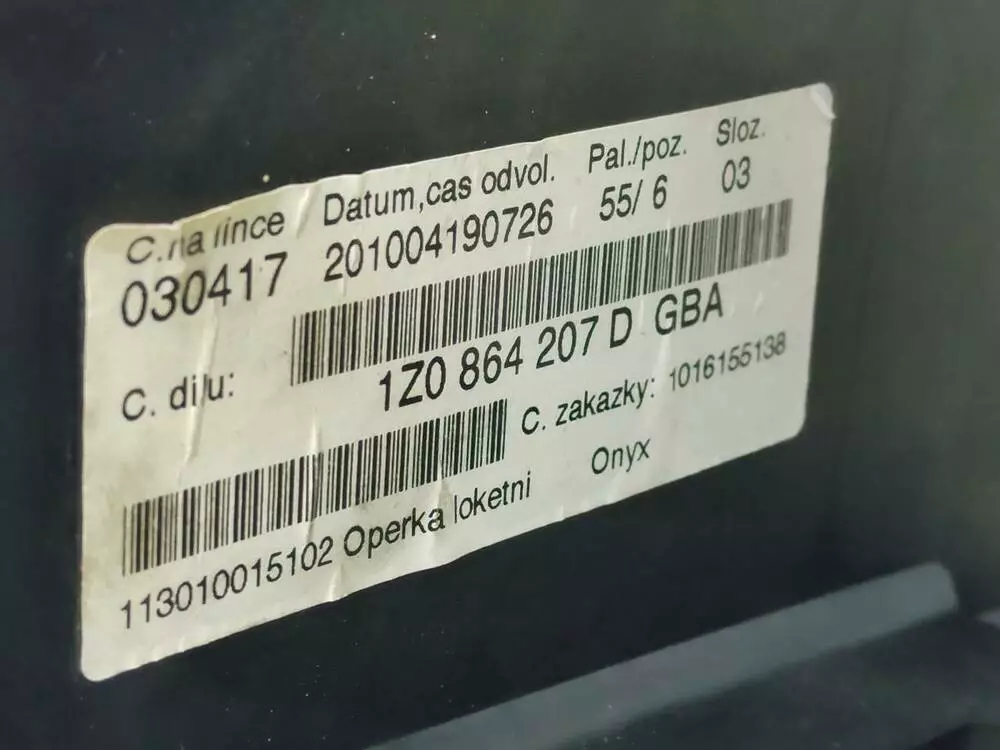 C.na lince Datum,cas odvol. Pal./poz. Sloz.
030417 201004190726 55/ 6 03
C. dilu: 1Z0 864 207 D GBA
C. zakazky: 1016155138
113010015102 Operka loketni Onyx